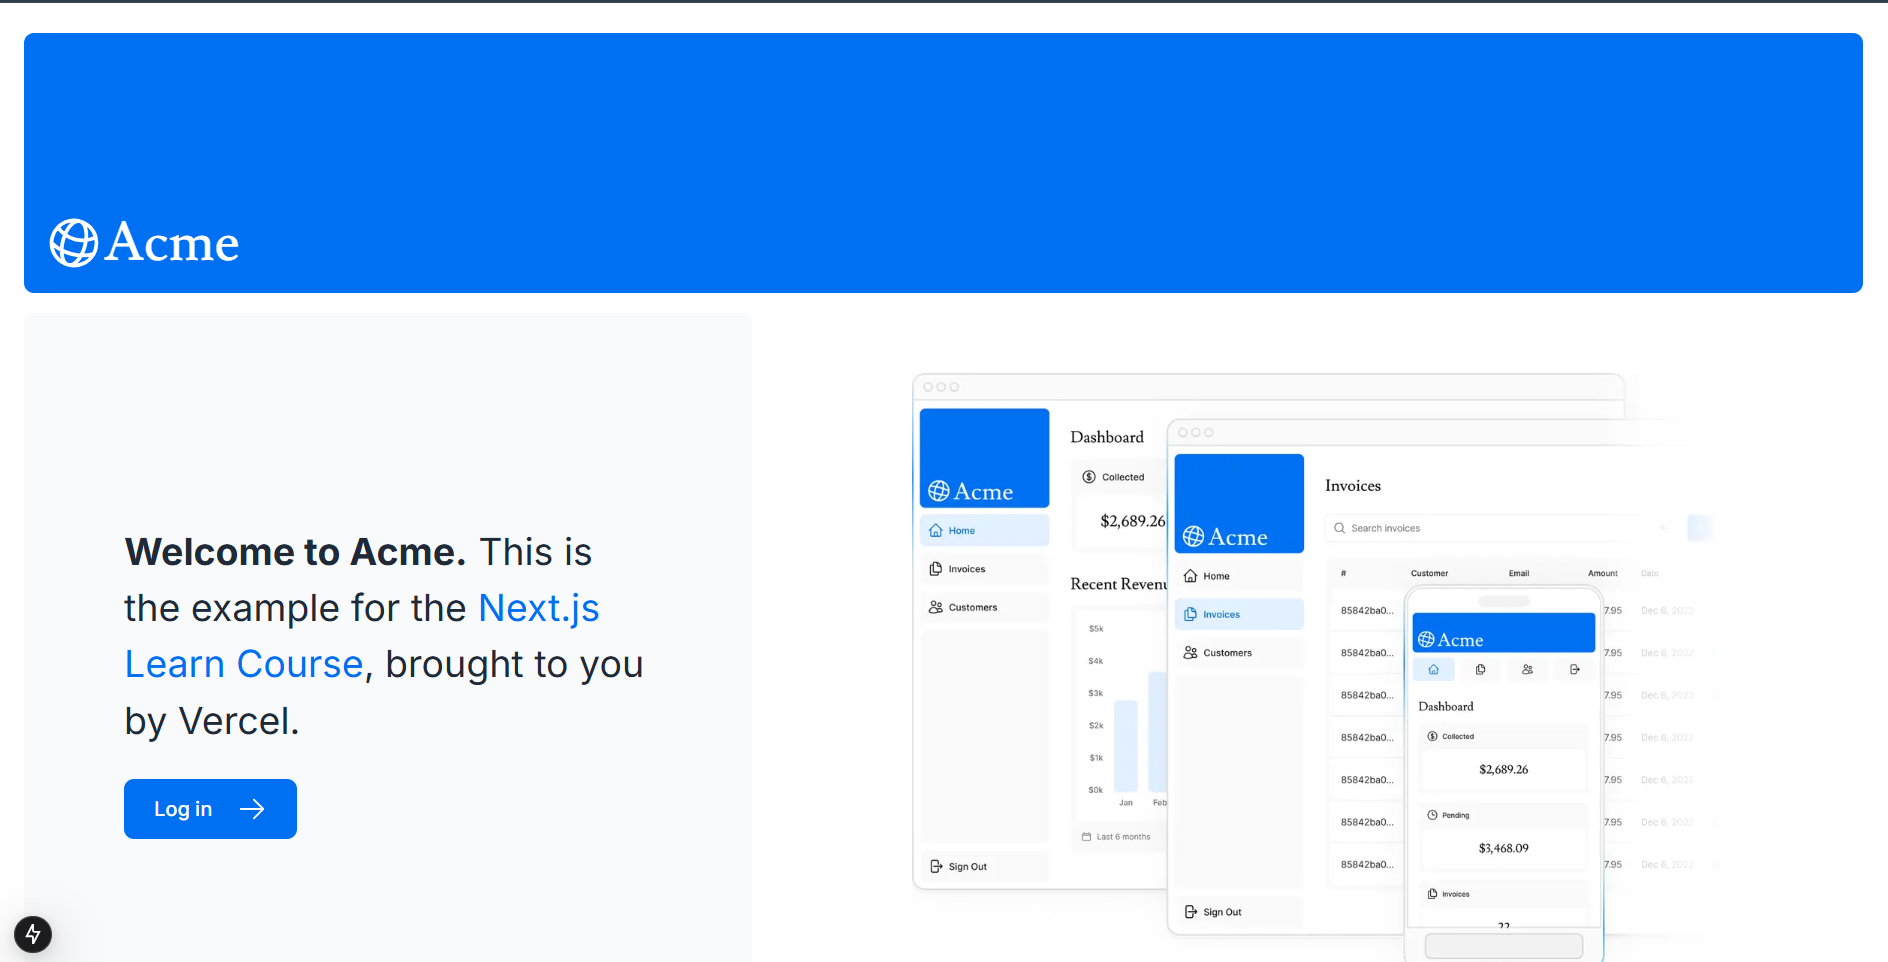 Acme
Welcome to Acme. This is
the example for the Next.js
Learn Course, brought to you
by Vercel.
Log in
Acme
Home
Invoices
Customers
Sign Out
Dashboard
Collected
$2,689.26
Recent Revenu
$5k
$4k
$3k
$2k
$1k
$0k
Jan
Feb
Last 6 months
Acme
Home
Invoices
Customers
Sign Out
Invoices
Search invoices
# Customer Email Amount Date
85842ba0... 7.95 Dec 6, 2022
85842ba0... 7.95 Dec 6, 2022
85842ba0... 7.95 Dec 6, 2022
85842ba0... 7.95 Dec 6, 2022
85842ba0... 7.95 Dec 6, 2022
85842ba0... 7.95 Dec 6, 2022
85842ba0... 7.95 Dec 6, 2022
Acme
Dashboard
Collected
$2,689.26
Pending
$3,468.09
Invoices
22